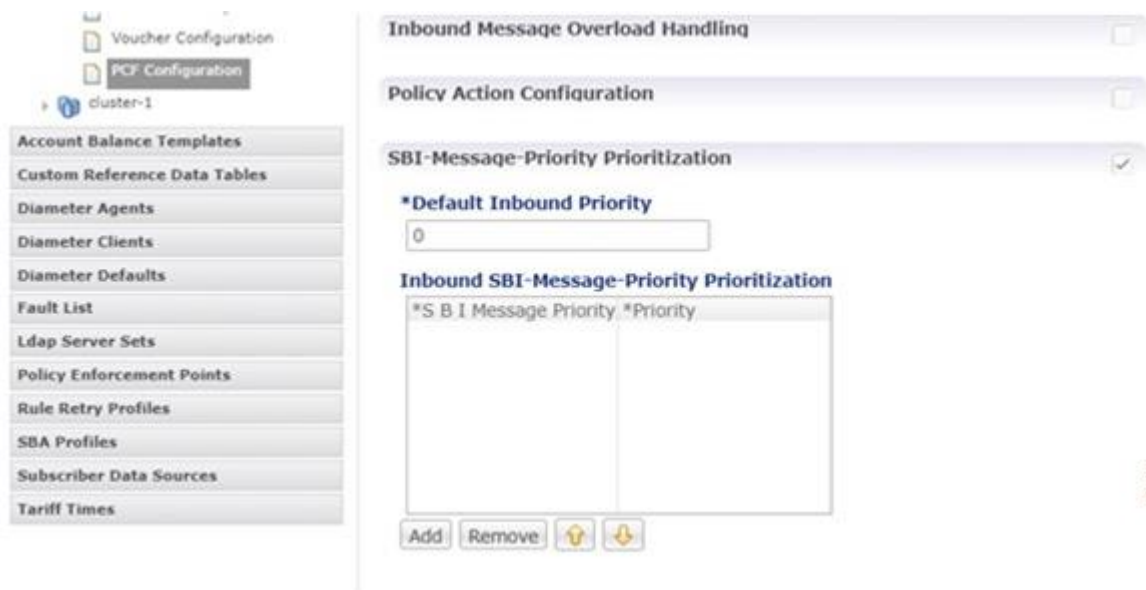 Voucher Configuration
PCF Configuration
cluster-1
Account Balance Templates
Custom Reference Data Tables
Diameter Agents
Diameter Clients
Diameter Defaults
Fault List
Ldap Server Sets
Policy Enforcement Points
Rule Retry Profiles
SBA Profiles
Subscriber Data Sources
Tariff Times
Inbound Message Overload Handling
Policy Action Configuration
SBI-Message-Priority Prioritization
*Default Inbound Priority
0
Inbound SBI-Message-Priority Prioritization
*S B I Message Priority *Priority
Add Remove